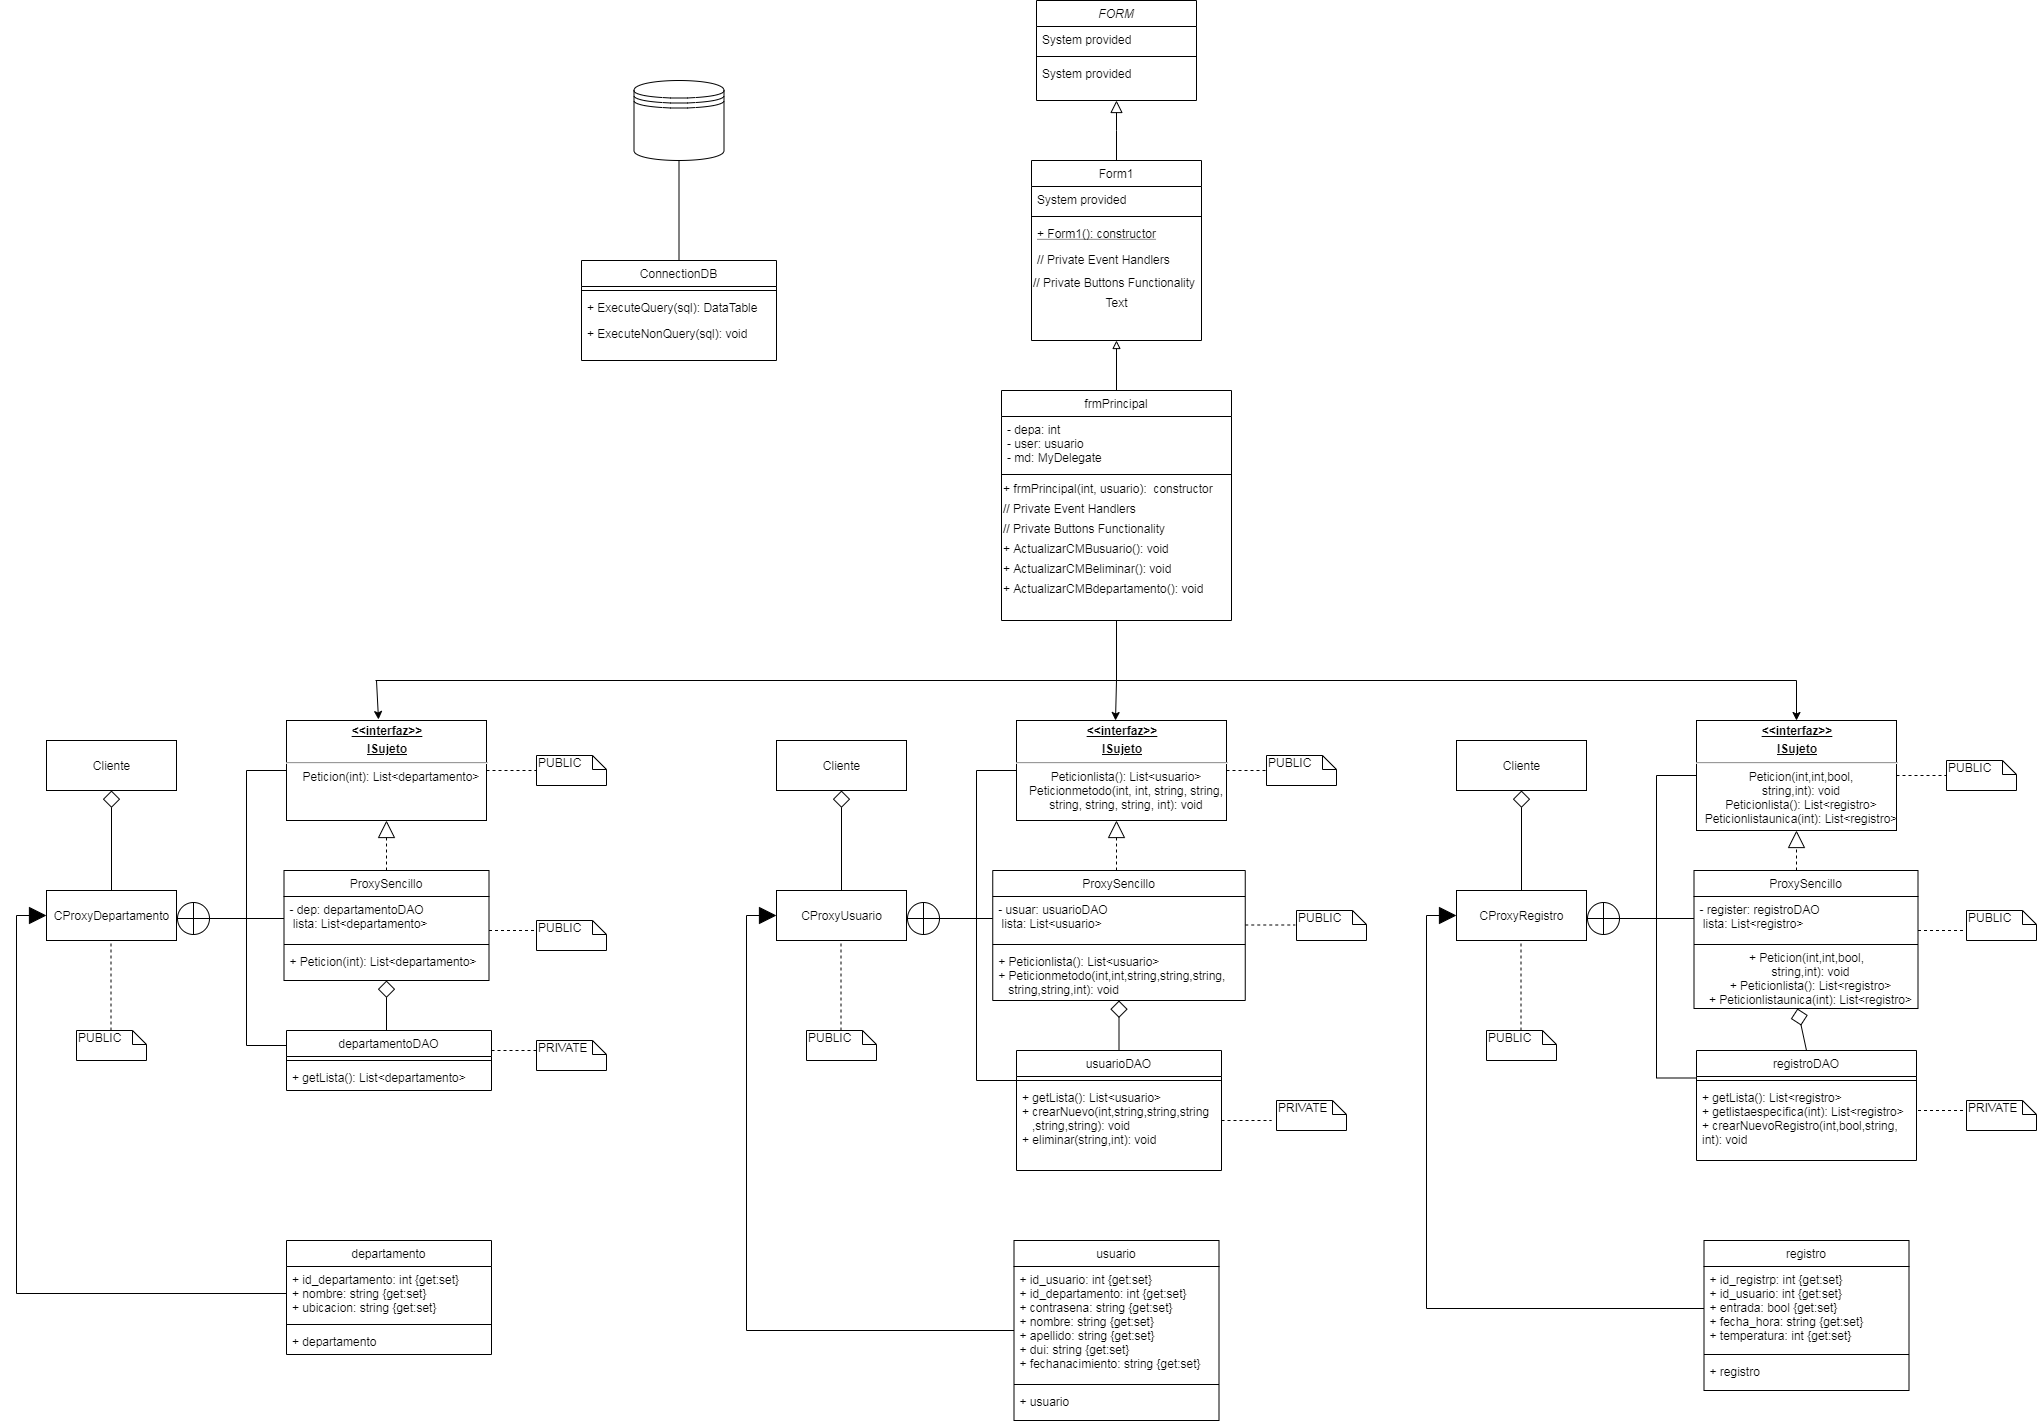 FORM
System provided
System provided
Form1
System provided
+ Form1(): constructor
// Private Event Handlers
// Private Buttons Functionality
Text
ConnectionDB
+ ExecuteQuery(sql): DataTable
+ ExecuteNonQuery(sql): void
frmPrincipal
- depa: int
- user: usuario
- md: MyDelegate
+ frmPrincipal(int, usuario):  constructor
// Private Event Handlers
// Private Buttons Functionality
+ ActualizarCMBusuario(): void
+ ActualizarCMBeliminar(): void
+ ActualizarCMBdepartamento(): void
Cliente
<<interfaz>>
ISujeto
Peticion(int): List<departamento>
PUBLIC
CProxyDepartamento
ProxySencillo
- dep: departamentoDAO
lista: List<departamento>
+ Peticion(int): List<departamento>
PUBLIC
PUBLIC
departamentoDAO
+ getLista(): List<departamento>
PRIVATE
departamento
+ id_departamento: int {get:set}
+ nombre: string {get:set}
+ ubicacion: string {get:set}
+ departamento
Cliente
<<interfaz>>
ISujeto
Peticionlista(): List<usuario>
Peticionmetodo(int, int, string, string,
string, string, string, int): void
PUBLIC
CProxyUsuario
ProxySencillo
- usuar: usuarioDAO
lista: List<usuario>
+ Peticionlista(): List<usuario>
+ Peticionmetodo(int,int,string,string,string,
string,string,int): void
PUBLIC
PUBLIC
usuarioDAO
+ getLista(): List<usuario>
+ crearNuevo(int,string,string,string
,string,string): void
+ eliminar(string,int): void
PRIVATE
usuario
+ id_usuario: int {get:set}
+ id_departamento: int {get:set}
+ contrasena: string {get:set}
+ nombre: string {get:set}
+ apellido: string {get:set}
+ dui: string {get:set}
+ fechanacimiento: string {get:set}
+ usuario
Cliente
<<interfaz>>
ISujeto
Peticion(int,int,bool,
string,int): void
Peticionlista(): List<registro>
Peticionlistaunica(int): List<registro>
PUBLIC
CProxyRegistro
ProxySencillo
- register: registroDAO
lista: List<registro>
+ Peticion(int,int,bool,
string,int): void
+ Peticionlista(): List<registro>
+ Peticionlistaunica(int): List<registro>
PUBLIC
PUBLIC
registroDAO
+ getLista(): List<registro>
+ getlistaespecifica(int): List<registro>
+ crearNuevoRegistro(int,bool,string,
int): void
PRIVATE
registro
+ id_registrp: int {get:set}
+ id_usuario: int {get:set}
+ entrada: bool {get:set}
+ fecha_hora: string {get:set}
+ temperatura: int {get:set}
+ registro